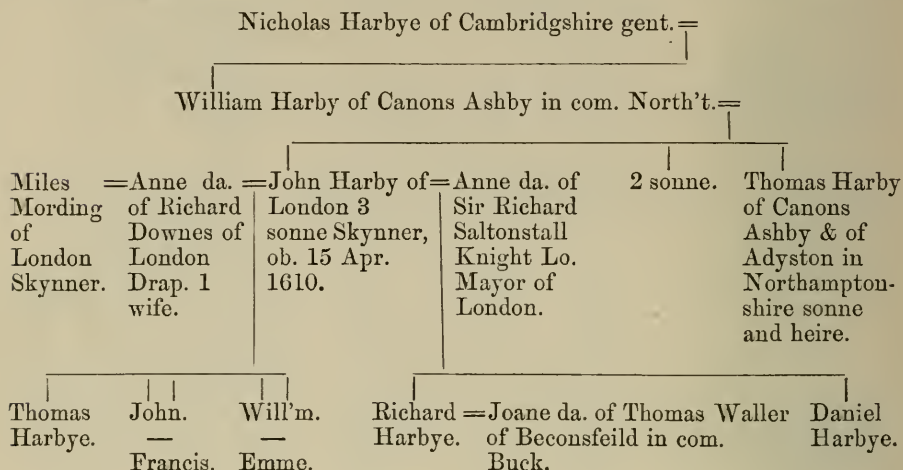 Nicholas Harbye of Cambridgshire gent.=
William Harby of Canons Ashby in com. North't.=
Miles
Mording
of
London
Skynner.
=Anne da.
of Richard
Downes of
London
Drap. 1
wife.
=John Harby of=
London 3
sonne Skynner,
ob. 15 Apr.
1610.
Anne da. of
Sir Richard
Saltonstall
Knight Lo.
Mayor of
London.
2 sonne.
Thomas Harby
of Canons
Ashby & of
Adyston in
Northampton-
shire sonne
and heire.
Thomas
Harbye.
John.
—
Francis.
Will'm.
—
Emme.
Richard
Harbye.
=Joane da. of Thomas Waller
of Beconsfeild in com.
Buck.
Daniel
Harbye.